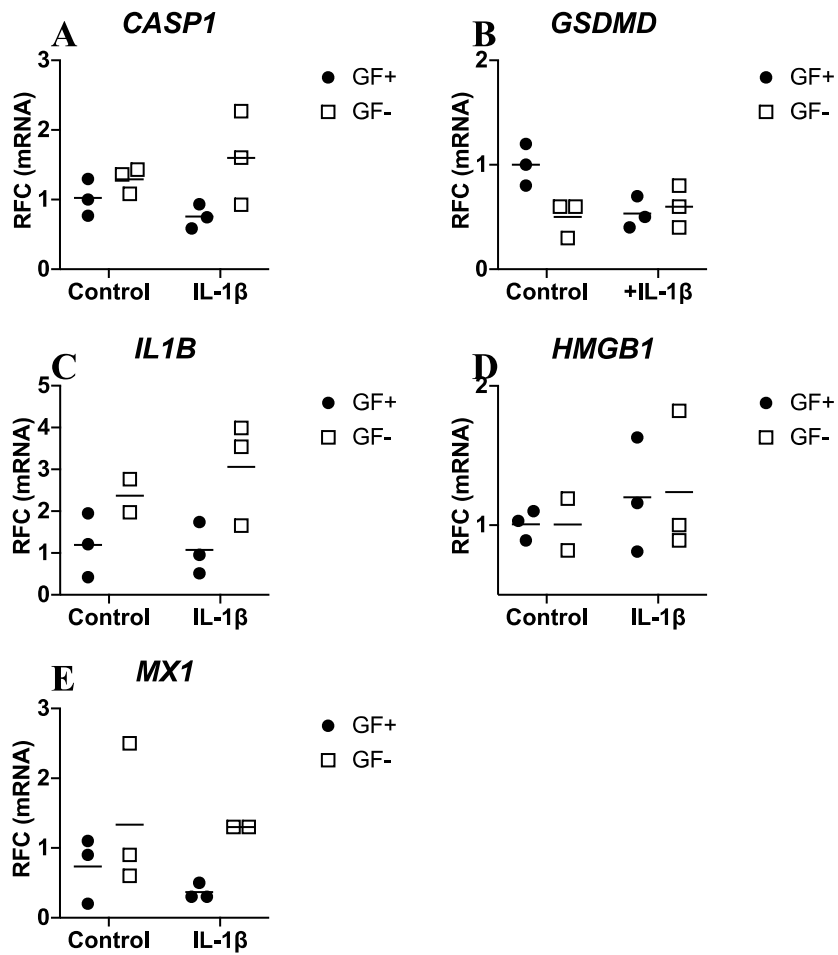 A CASP1
RFC (mRNA)
3
2
1
0
Control IL-1β
GF+
GF-
B GSDMD
RFC (mRNA)
2
1
0
Control +IL-1β
GF+
GF-
C IL1B
RFC (mRNA)
5
4
3
2
1
0
Control IL-1β
GF+
GF-
D HMGB1
RFC (mRNA)
2
1
Control IL-1β
GF+
GF-
E MX1
RFC (mRNA)
3
2
1
0
Control IL-1β
GF+
GF-